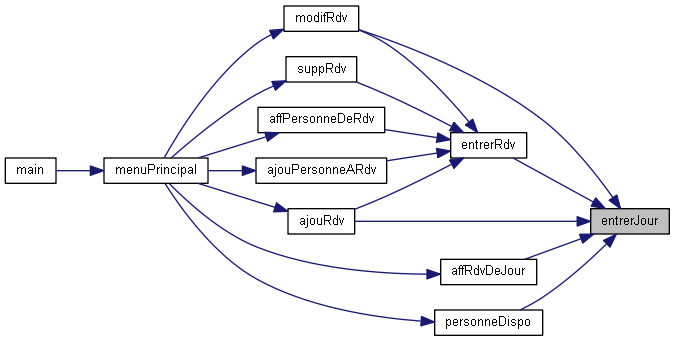 modifRdv
suppRdv
affPersonneDeRdv
entrerRdv
main
menuPrincipal
ajouPersonneARdv
ajouRdv
entrerJour
affRdvDeJour
personneDispo